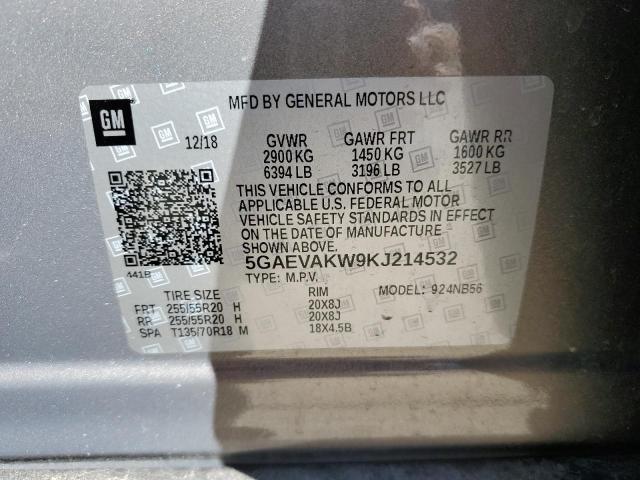 GM
MFD BY GENERAL MOTORS LLC
12/18
GVWR GAWR FRT GAWR RR
2900 KG 1450 KG 1600 KG
6394 LB 3196 LB 3527 LB
THIS VEHICLE CONFORMS TO ALL
APPLICABLE U.S. FEDERAL MOTOR
VEHICLE SAFETY STANDARDS IN EFFECT
ON THE DATE OF MANUFACTURE
SHOWN ABOVE.
441B
5GAEVAKW9KJ214532
TYPE: M.P.V. MODEL: 924NB56
TIRE SIZE RIM
FRT 255/55R20 H 20X8J
RR 255/55R20 H 20X8J
SPA T135/70R18 M 18X4.5B